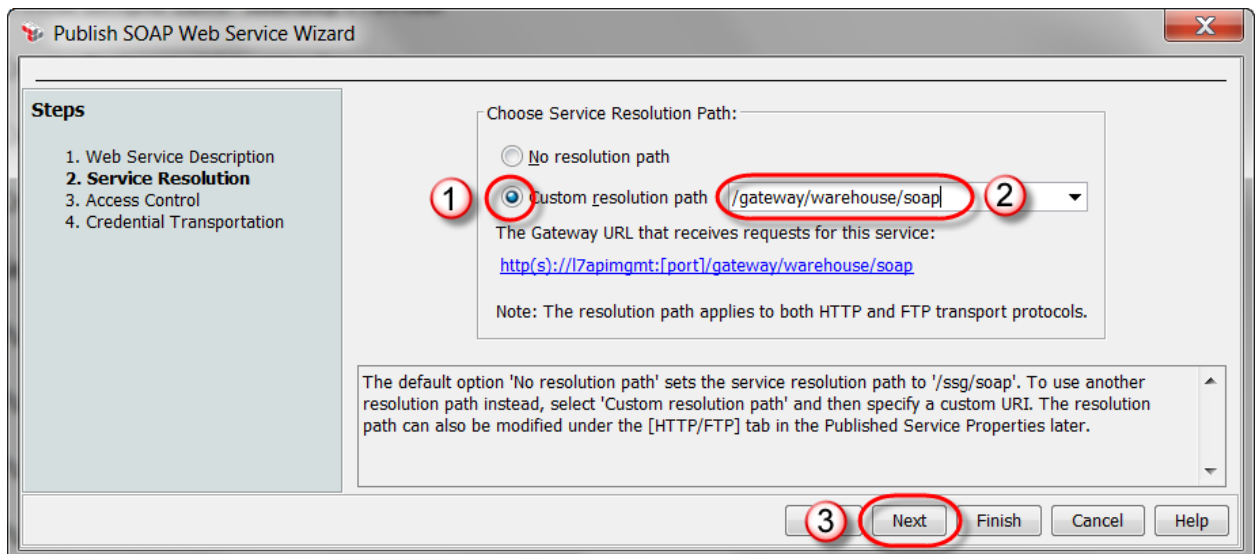 Publish SOAP Web Service Wizard
Steps
1. Web Service Description
2. Service Resolution
3. Access Control
4. Credential Transportation
Choose Service Resolution Path:
No resolution path
1
Custom resolution path
/gateway/warehouse/soap
2
The Gateway URL that receives requests for this service:
http(s)://l7apimgmt:[port]/gateway/warehouse/soap
Note: The resolution path applies to both HTTP and FTP transport protocols.
The default option 'No resolution path' sets the service resolution path to '/ssg/soap'. To use another
resolution path instead, select 'Custom resolution path' and then specify a custom URI. The resolution
path can also be modified under the [HTTP/FTP] tab in the Published Service Properties later.
3
Next
Finish
Cancel
Help